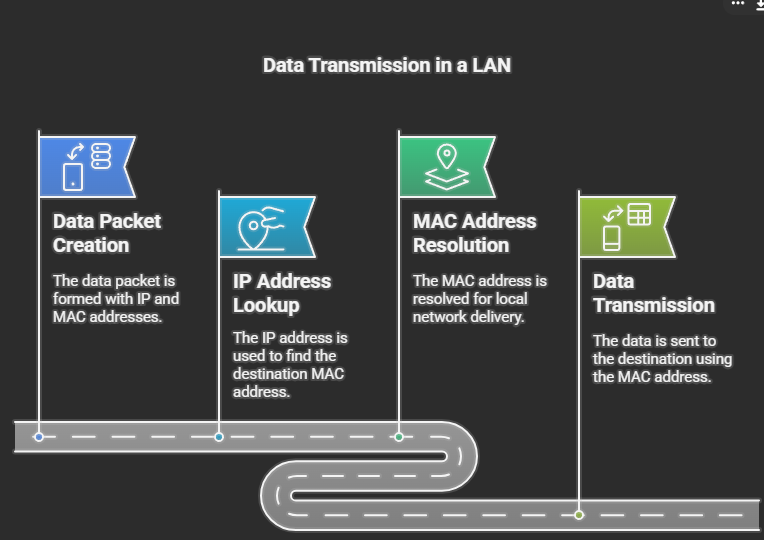 Data Transmission in a LAN
Data Packet
Creation
The data packet is
formed with IP and
MAC addresses.
IP Address
Lookup
The IP address is
used to find the
destination MAC
address.
MAC Address
Resolution
The MAC address is
resolved for local
network delivery.
Data
Transmission
The data is sent to
the destination using
the MAC address.